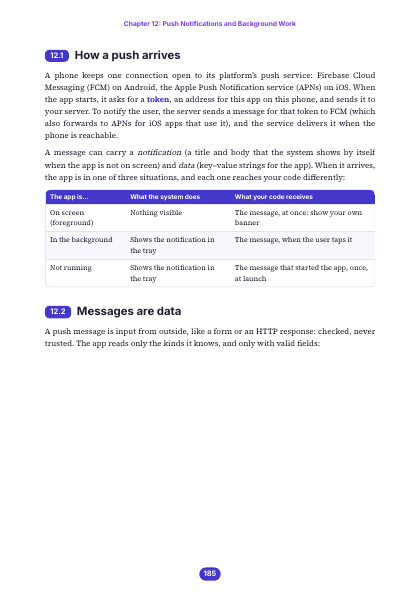 Chapter 12: Push Notifications and Background Work
12.1 How a push arrives
A phone keeps one connection open to its platform's push service: Firebase Cloud
Messaging (FCM) on Android, the Apple Push Notification service (APNs) on iOS. When
the app starts, it asks for a token, an address for this app on this phone, and sends it to
your server. To notify the user, the server sends a message for that token to FCM (which
also forwards to APNs for iOS apps that use it), and the service delivers it when the
phone is reachable.
A message can carry a notification (a title and body that the system shows by itself
when the app is not on screen) and data (key–value strings for the app). When it arrives,
the app is in one of three situations, and each one reaches your code differently:
The app is… What the system does What your code receives
On screen Nothing visible The message, at once: show your own
(foreground) banner
In the background Shows the notification in The message, when the user taps it
the tray
Not running Shows the notification in The message that started the app, once,
the tray at launch
12.2 Messages are data
A push message is input from outside, like a form or an HTTP response: checked, never
trusted. The app reads only the kinds it knows, and only with valid fields:
185